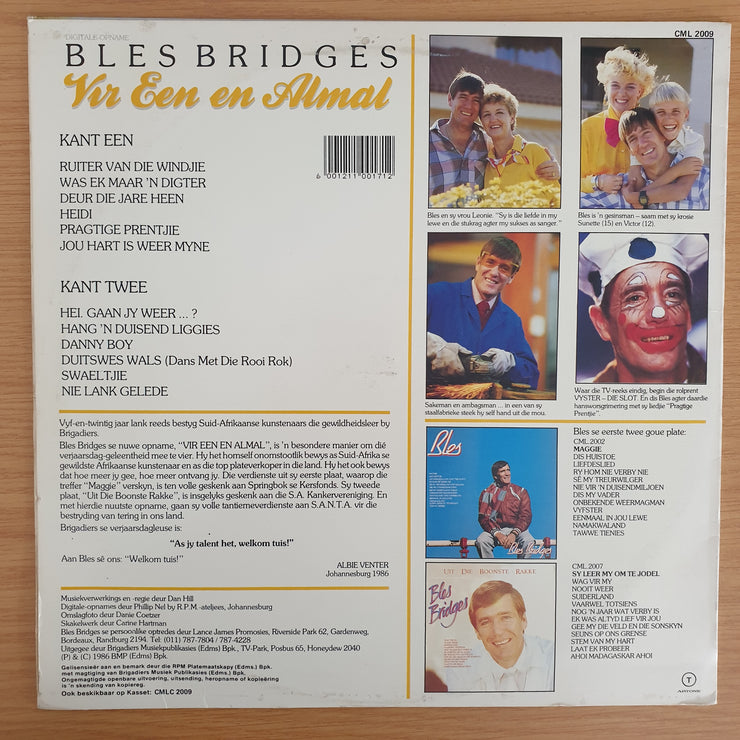 DIGITALE-OPNAME
BLES BRIDGES
Vir Een en Almal
KANT EEN
RUITER VAN DIE WINDJIE
WAS EK MAAR 'N DIGTER
DEUR DIE JARE HEEN
HEIDI
PRAGTIGE PRENTJIE
JOU HART IS WEER MYNE
6 001211 001712
KANT TWEE
HEI. GAAN JY WEER ... ?
HANG 'N DUISEND LIGGIES
DANNY BOY
DUITSWES WALS (Dans Met Die Rooi Rok)
SWAELTJIE
NIE LANK GELEDE
Vyf-en-twintig jaar lank reeds bestyg Suid-Afrikaanse kunstenaars die gewildheidsleer by
Brigadiers.
Bles Bridges se nuwe opname, "VIR EEN EN ALMAL", is 'n besondere manier om dié
verjaarsdag-geleentheid mee te vier. Hy het homself onomstootlik bewys as Suid-Afrika se
gewildste Afrikaanse kunstenaar en as die top plateverkoper in die land. Hy het ook bewys
dat hoe meer jy gee, hoe meer ontvang jy. Die verdienste uit sy eerste plaat, waarop die
treffer "Maggie" verskyn, is ten volle geskenk aan Springbok se Kersfonds. Sy tweede
plaat, "Uit Die Boonste Rakke", is insgelyks geskenk aan die S.A. Kankervereniging. En
met hierdie nuutste opname, gaan sy volle tantiemeverdienste aan S.A.N.T.A. vir die
bestryding van tering in ons land.
Brigadiers se verjaarsdagleuse is:
"As jy talent het, welkom tuis!"
Aan Bles sê ons: "Welkom tuis!"
ALBIE VENTER
Johannesburg 1986
Musiekverwerkings en -regie deur Dan Hill
Digitale-opnames deur Phillip Nel by R.P.M.-ateljees, Johannesburg
Omslagfoto deur Danie Coetzer
Skakelwerk deur Carine Hartman
Bles Bridges se persoonlike optredes deur Lance James Promosies, Riverside Park 62, Gardenweg,
Bordeaux, Randburg 2194. Tel: (011) 787-7804 / 787-4228
Uitgegee deur Brigadiers Musiekpublikasies (Edms) Bpk., TV-Park, Posbus 65, Honeydew 2040
(P) & (C) 1986 BMP (Edms) Bpk.
Gelisensieër aan en bemark deur die RPM Platemaatskapy (Edms.) Bpk.
met magtiging van Brigadiers Musiek Publikasies (Edms) Bpk.
Ongemagtigde openbare uitvoering, uitsending, heropname of kopieëring
is 'n skending van kopiereg.
Ook beskikbaar op Kasset: CMLC 2009
CML 2009
Bles en sy vrou Leonie. "Sy is die liefde in my
lewe en die stukrag agter my sukses as sanger."
Bles is 'n gesinsman – saam met sy krosie
Sunette (15) en Victor (12).
Sakeman en ambagsman ... in een van sy
staalfabrieke steek hy self hand uit die mou.
Waar die TV-reeks eindig, begin die rolprent
VYSTER – DIE SLOT. En dis Bles agter daardie
hansworsgrimering met sy liedjie "Pragtige
Prentjie".
Bles
Bles Bridges
Bles se eerste twee goue plate:
CML 2002
MAGGIE
DIS HUISTOE
LIEFDESLIED
RY HOM NIE VERBY NIE
SÊ MY TREURWILGER
NIE VIR 'N DUISENDMILJOEN
DIS MY VADER
ONBEKENDE WEERMAGMAN
VYFSTER
EENMAAL IN JOU LEWE
NAMAKWALAND
TAWWE TIENIES
UIT DIE BOONSTE RAKKE
Bles
Bridges
CML 2007
SY LEER MY OM TE JODEL
WAG VIR MY
NOOIT WEER
SUIDERLAND
VAARWEL TOTSIENS
NOG 'N JAAR WAT VERBY IS
EK WAS ALTYD LIEF VIR JOU
GEE MY DIE VELD EN DIE SONSKYN
SEUNS OP ONS GRENSE
STEM VAN MY HART
LAAT EK PROBEER
AHOI MADAGASKAR AHOI
T
ARTONE